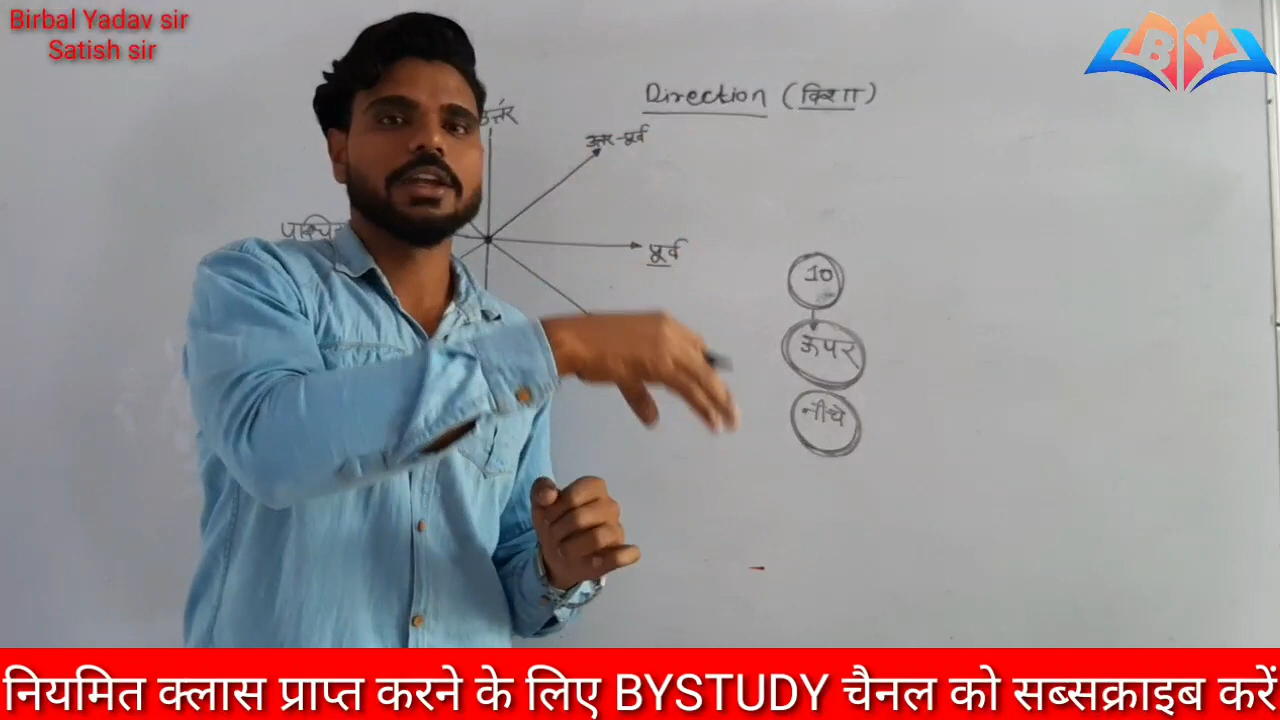 Birbal Yadav sir
Satish sir
BY
Direction (दिशा)
उत्तर
उत्तर-पूर्व
पूर्व
10
ऊपर
नीचे
नियमित क्लास प्राप्त करने के लिए BYSTUDY चैनल को सब्सक्राइब करें